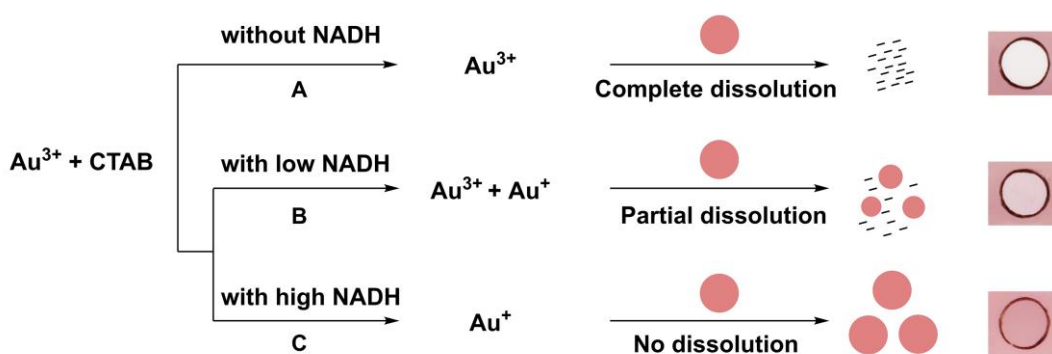 without NADH
A
Au³⁺
Complete dissolution
Au³⁺ + CTAB
with low NADH
B
Au³⁺ + Au⁺
Partial dissolution
with high NADH
C
Au⁺
No dissolution